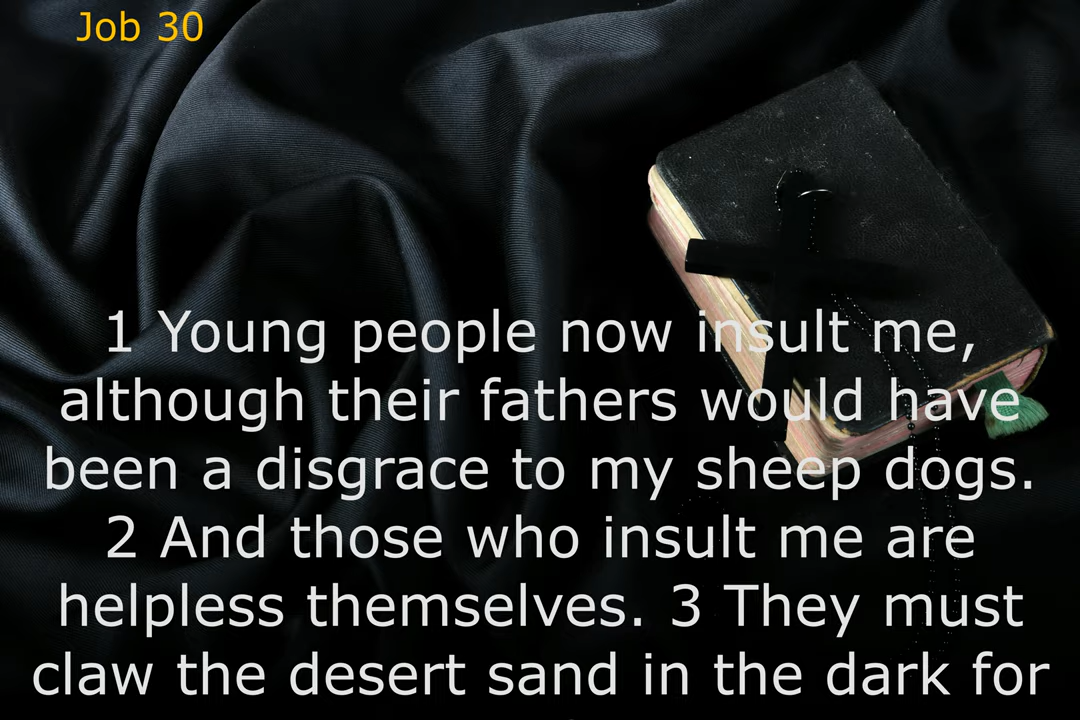 Job 30
1 Young people now insult me,
although their fathers would have
been a disgrace to my sheep dogs.
2 And those who insult me are
helpless themselves. 3 They must
claw the desert sand in the dark for